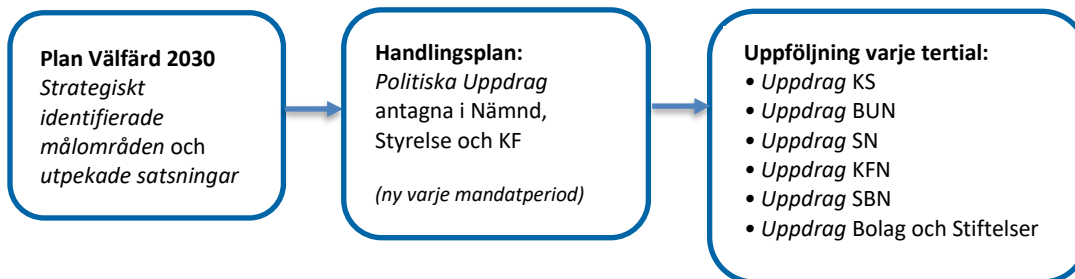 Plan Välfärd 2030
Strategiskt
identifierade
målområden och
utpekade satsningar
Handlingsplan:
Politiska Uppdrag
antagna i Nämnd,
Styrelse och KF
(ny varje mandatperiod)
Uppföljning varje tertial:
• Uppdrag KS
• Uppdrag BUN
• Uppdrag SN
• Uppdrag KFN
• Uppdrag SBN
• Uppdrag Bolag och Stiftelser